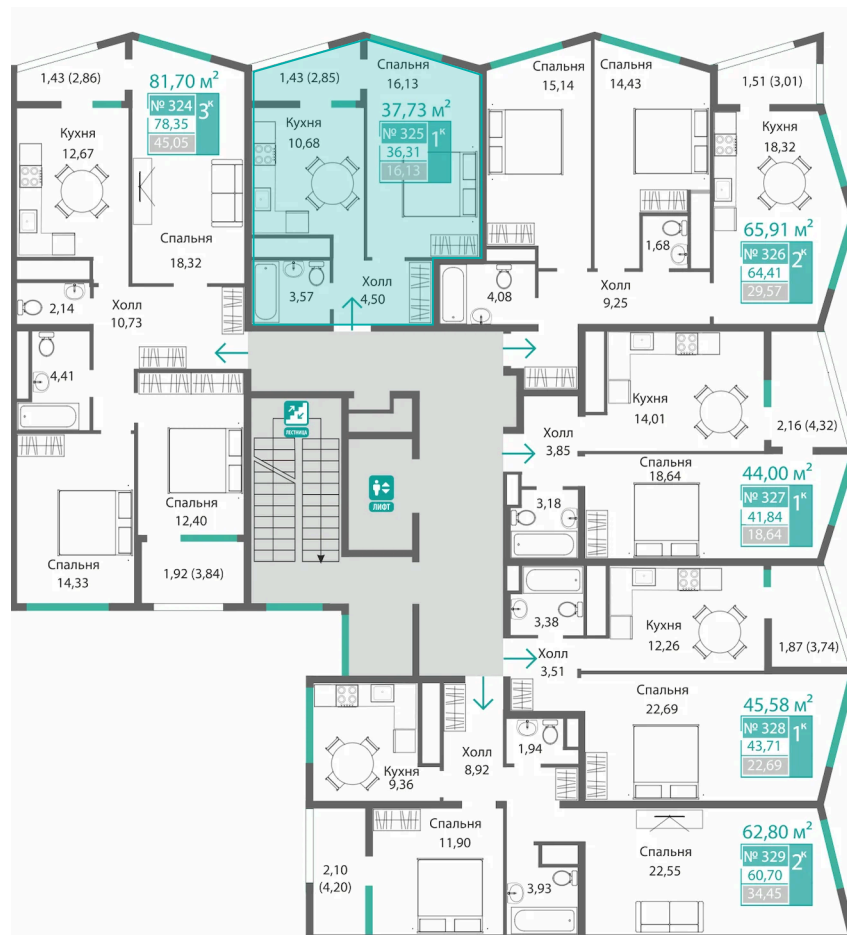 1,43 (2,86)
81,70 м²
№ 324
3к
78,35
45,05
Кухня
12,67
Спальня
18,32
2,14
Холл
10,73
4,41
Спальня
12,40
Спальня
14,33
1,92 (3,84)
1,43 (2,85)
Спальня
16,13
37,73 м²
№ 325
1к
36,31
16,13
Кухня
10,68
3,57
Холл
4,50
Спальня
15,14
Спальня
14,43
1,51 (3,01)
Кухня
18,32
65,91 м²
№ 326
2к
64,41
29,57
1,68
4,08
Холл
9,25
Кухня
14,01
2,16 (4,32)
Холл
3,85
Спальня
18,64
44,00 м²
№ 327
1к
41,84
18,64
3,18
ЛЕСТНИЦА
ЛИФТ
3,38
Кухня
12,26
1,87 (3,74)
Холл
3,51
Спальня
22,69
45,58 м²
№ 328
1к
43,71
22,69
Кухня
9,36
Холл
8,92
1,94
Спальня
11,90
2,10
(4,20)
3,93
Спальня
22,55
62,80 м²
№ 329
2к
60,70
34,45